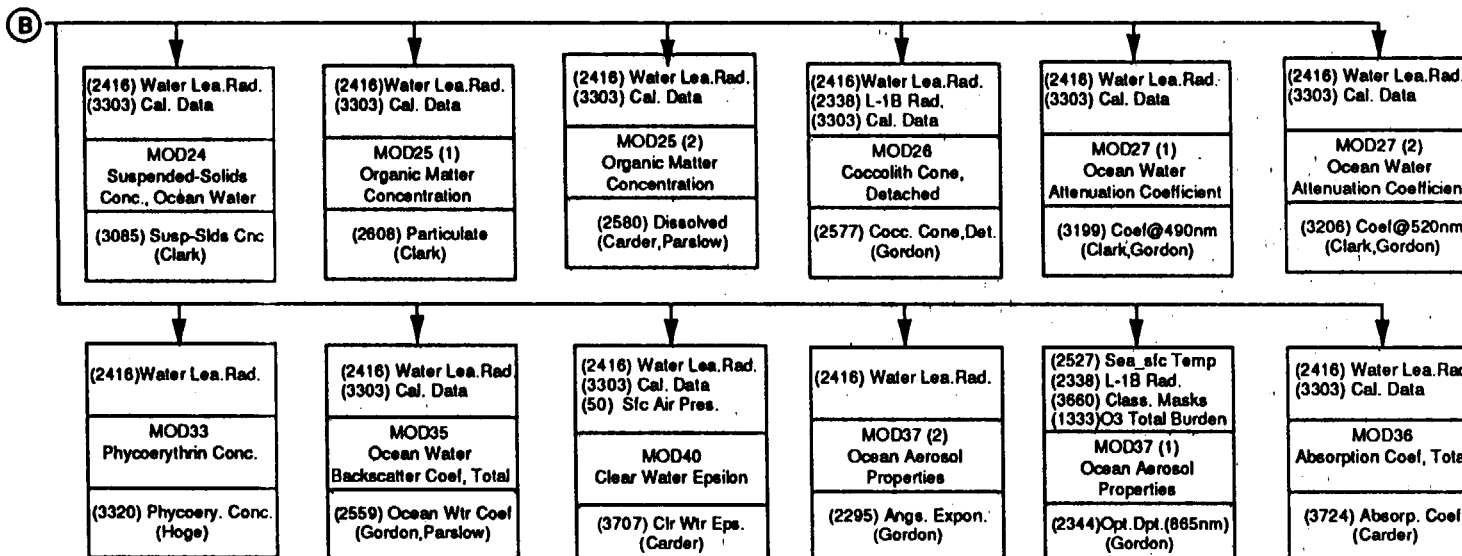 B
(2416) Water Lea.Rad.
(3303) Cal. Data
MOD24
Suspended-Solids
Conc., Ocean Water
(3085) Susp-Slds Cnc
(Clark)
(2416)Water Lea.Rad.
(3303) Cal. Data
MOD25 (1)
Organic Matter
Concentration
(2608) Particulate
(Clark)
(2416) Water Lea.Rad.
(3303) Cal. Data
MOD25 (2)
Organic Matter
Concentration
(2580) Dissolved
(Carder,Parslow)
(2416)Water Lea.Rad.
(2338) L-1B Rad.
(3303) Cal. Data
MOD26
Coccolith Cone,
Detached
(2577) Cocc. Cone,Det.
(Gordon)
(2416) Water Lea.Rad.
(3303) Cal. Data
MOD27 (1)
Ocean Water
Attenuation Coefficient
(3199) Coef@490nm
(Clark,Gordon)
(2416) Water Lea.Rad.
(3303) Cal. Data
MOD27 (2)
Ocean Water
Attenuation Coefficien
(3206) Coef@520nm
(Clark,Gordon)
(2416)Water Lea.Rad.
MOD33
Phycoerythrin Conc.
(3320) Phycoery. Conc.
(Hoge)
(2416) Water Lea.Rad
(3303) Cal. Data
MOD35
Ocean Water
Backscatter Coef, Total
(2559) Ocean Wtr Coef
(Gordon,Parslow)
(2416) Water Lea.Rad.
(3303) Cal. Data
(50) Sfc Air Pres.
MOD40
Clear Water Epsilon
(3707) Clr Wtr Eps.
(Carder)
(2416) Water Lea.Rad.
MOD37 (2)
Ocean Aerosol
Properties
(2295) Angs. Expon.
(Gordon)
(2527) Sea_sfc Temp
(2338) L-1B Rad.
(3660) Class. Masks
(1333)O3 Total Burden
MOD37 (1)
Ocean Aerosol
Properties
(2344)Opt.Dpt.(865nm)
(Gordon)
(2416) Water Lea.Rad
(3303) Cal. Data
MOD36
Absorption Coef, Tota
(3724) Absorp. Coef
(Carder)